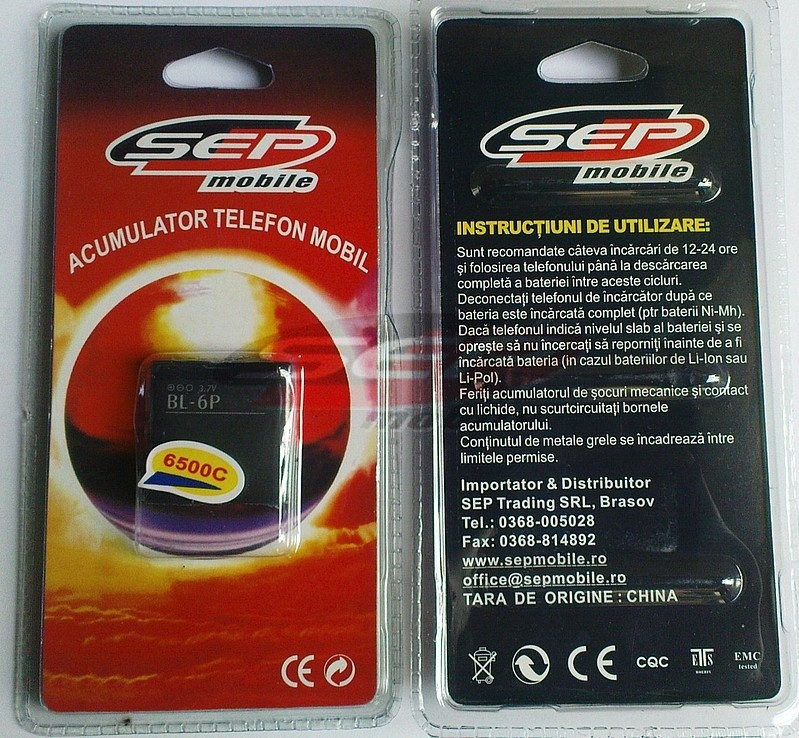 SEP
mobile
ACUMULATOR TELEFON MOBIL
3.7V
BL-6P
6500C
CE
SEP
mobile
INSTRUCȚIUNI DE UTILIZARE:
Sunt recomandate câteva încărcări de 12-24 ore
și folosirea telefonului până la descărcarea
completă a bateriei între aceste cicluri.
Deconectați telefonul de încărcător după ce
bateria este încărcată complet (ptr baterii Ni-Mh).
Dacă telefonul indică nivelul slab al bateriei și se
oprește să nu încercați să reporniți înainte de a fi
încărcată bateria (in cazul bateriilor de Li-Ion sau
Li-Pol).
Feriți acumulatorul de șocuri mecanice și contact
cu lichide, nu scurtcircuitați bornele
acumulatorului.
Conținutul de metale grele se încadrează între
limitele permise.
Importator & Distribuitor
SEP Trading SRL, Brasov
Tel.: 0368-005028
Fax: 0368-814892
www.sepmobile.ro
office@sepmobile.ro
TARA DE ORIGINE : CHINA
CE CQC ETS EMC
tested